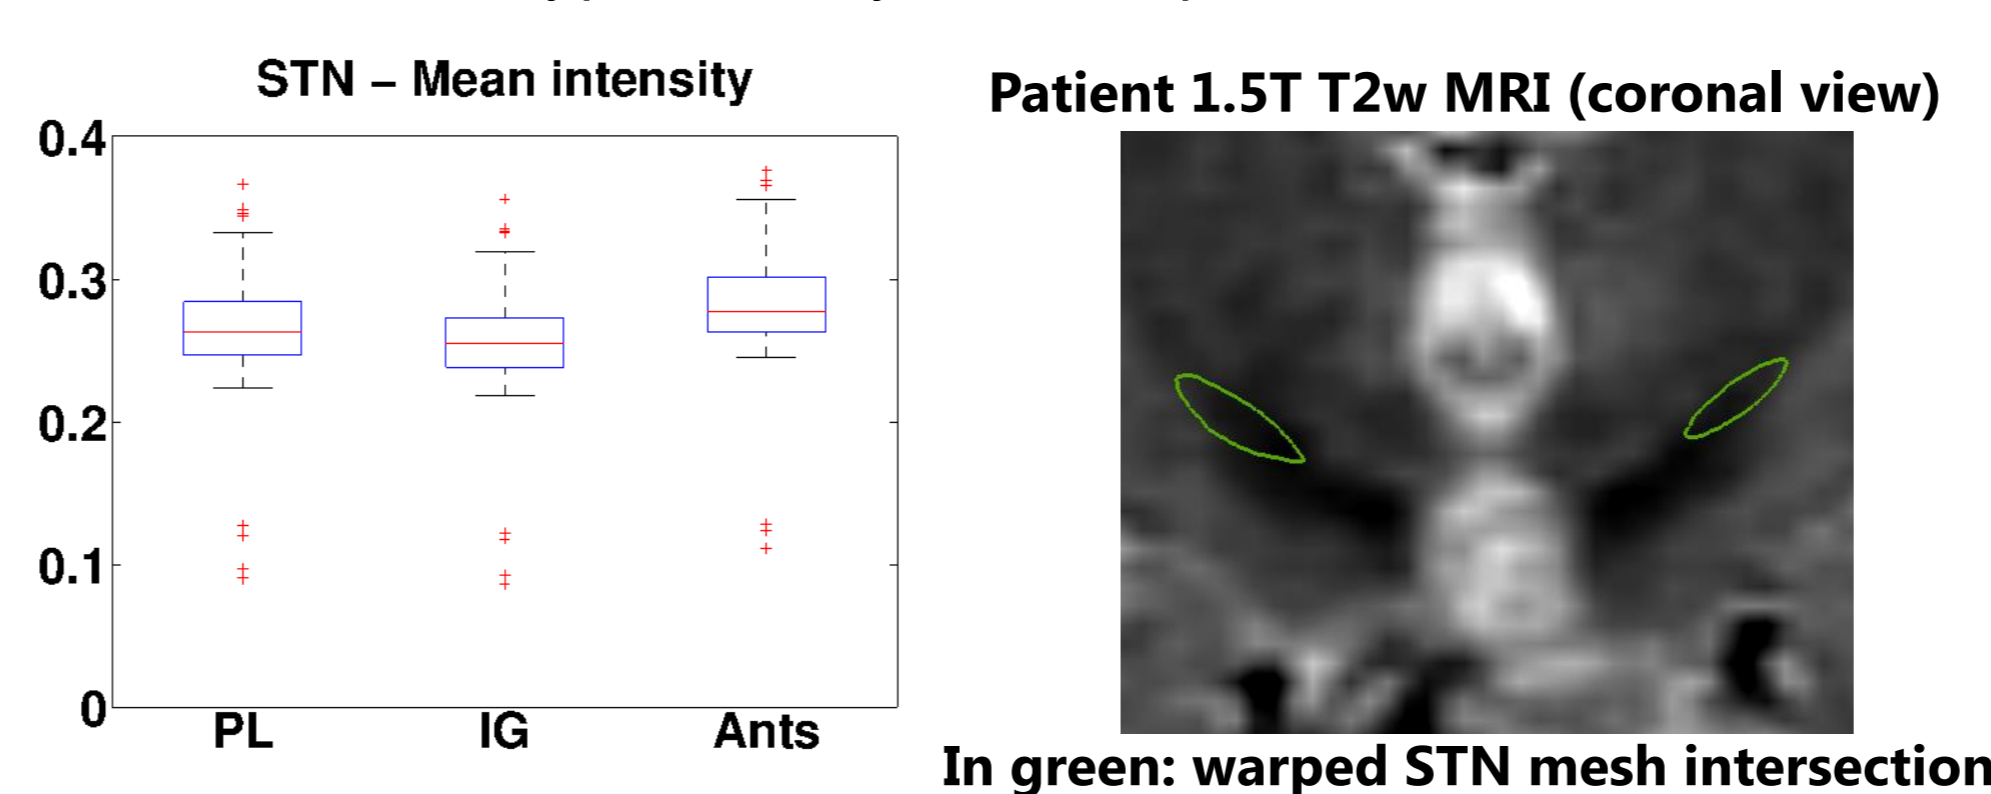 STN – Mean intensity
0.4
0.3
0.2
0.1
0
PL IG Ants
Patient 1.5T T2w MRI (coronal view)
In green: warped STN mesh intersection